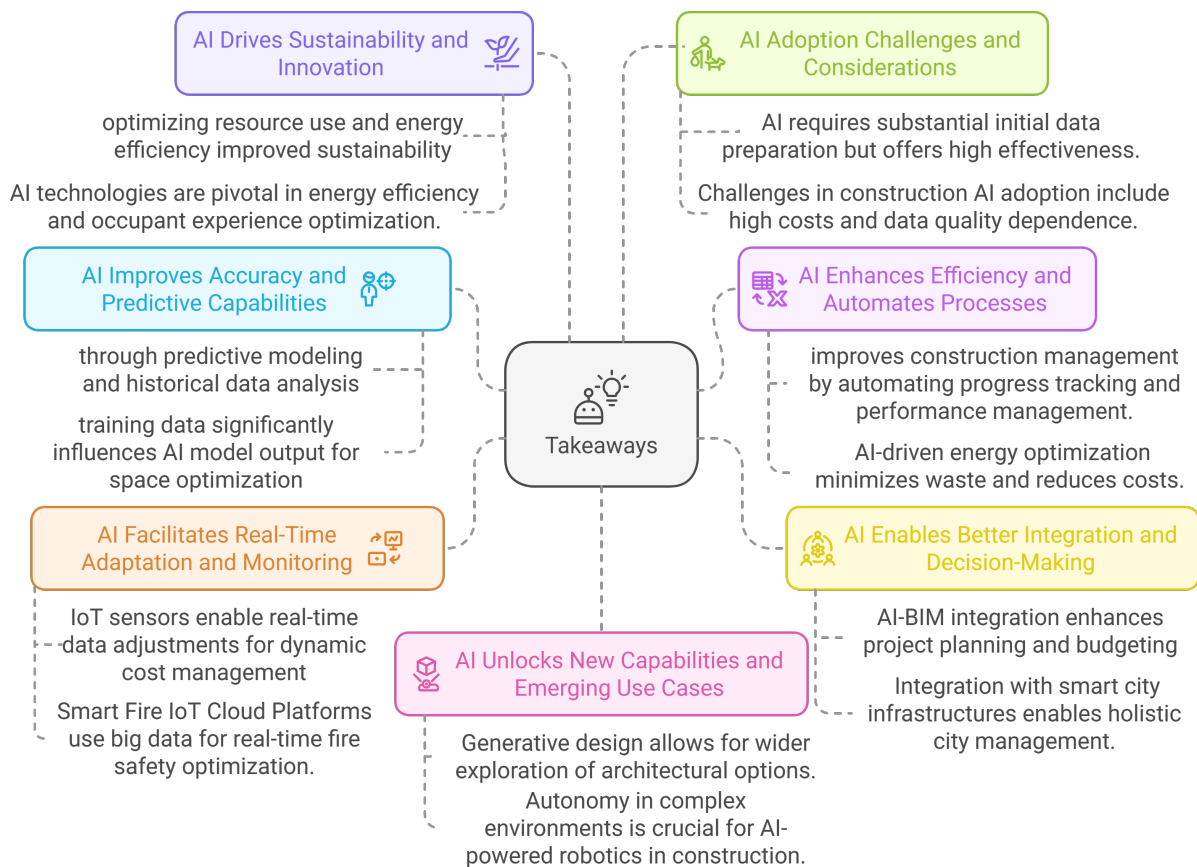 AI Drives Sustainability and
Innovation
optimizing resource use and energy
efficiency improved sustainability
AI technologies are pivotal in energy efficiency
and occupant experience optimization.
AI Adoption Challenges and
Considerations
AI requires substantial initial data
preparation but offers high effectiveness.
Challenges in construction AI adoption include
high costs and data quality dependence.
AI Improves Accuracy and
Predictive Capabilities
through predictive modeling
and historical data analysis
training data significantly
influences AI model output for
space optimization
AI Enhances Efficiency and
Automates Processes
improves construction management
by automating progress tracking and
performance management.
AI-driven energy optimization
minimizes waste and reduces costs.
Takeaways
AI Facilitates Real-Time
Adaptation and Monitoring
IoT sensors enable real-time
data adjustments for dynamic
cost management
Smart Fire IoT Cloud Platforms
use big data for real-time fire
safety optimization.
AI Enables Better Integration and
Decision-Making
AI-BIM integration enhances
project planning and budgeting
Integration with smart city
infrastructures enables holistic
city management.
AI Unlocks New Capabilities and
Emerging Use Cases
Generative design allows for wider
exploration of architectural options.
Autonomy in complex
environments is crucial for AI-
powered robotics in construction.